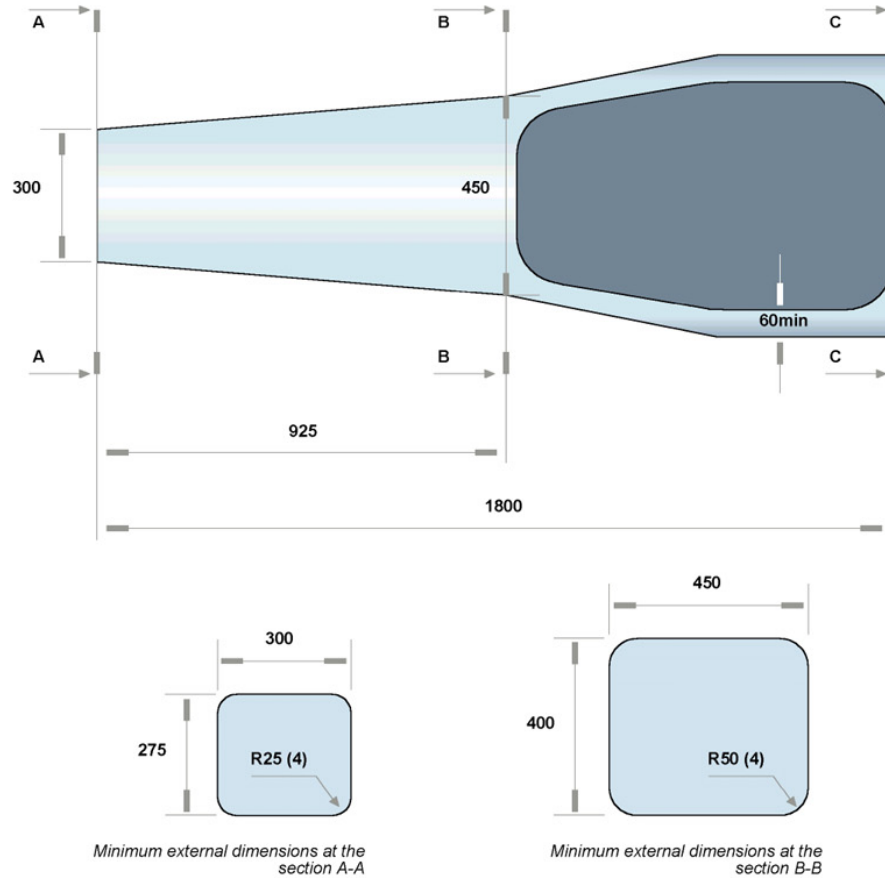 A
B
C
300
450
60min
A
B
C
925
1800
450
300
400
275
R25 (4)
R50 (4)
Minimum external dimensions at the
section A-A
Minimum external dimensions at the
section B-B